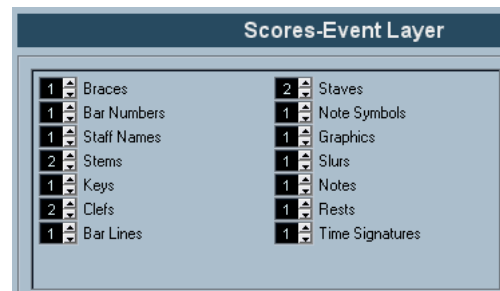 Scores-Event Layer
1 Braces
1 Bar Numbers
1 Staff Names
2 Stems
1 Keys
2 Clefs
1 Bar Lines
2 Staves
1 Note Symbols
1 Graphics
1 Slurs
1 Notes
1 Rests
1 Time Signatures